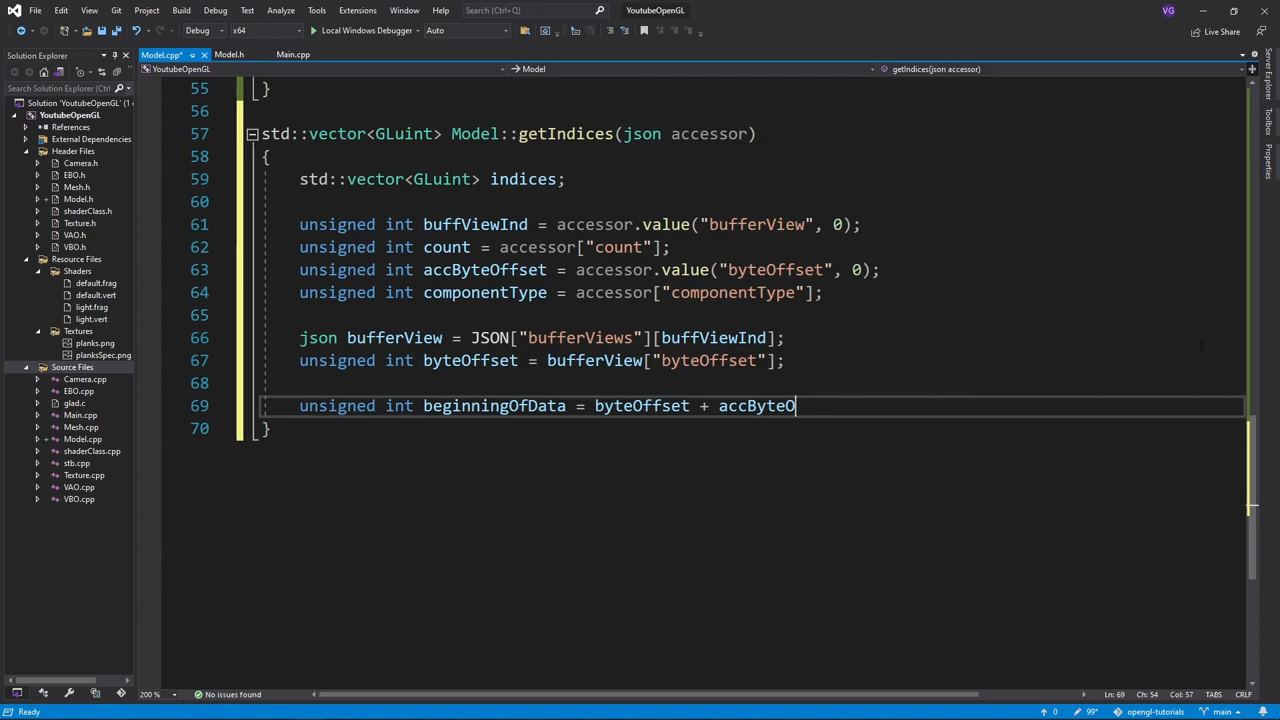 File Edit View Git Project Build Debug Test Analyze Tools Extensions Window Help Search (Ctrl+Q) YoutubeOpenGL VG
Debug x64 Local Windows Debugger Auto Live Share
Solution Explorer
Search Solution Explorer (Ctrl+;)
Solution 'YoutubeOpenGL' (1 of
YoutubeOpenGL
References
External Dependencies
Header Files
Camera.h
EBO.h
Mesh.h
Model.h
shaderClass.h
Texture.h
VAO.h
VBO.h
Resource Files
Shaders
default.frag
default.vert
light.frag
light.vert
Textures
planks.png
planksSpec.png
Source Files
Camera.cpp
EBO.cpp
glad.c
Main.cpp
Mesh.cpp
Model.cpp
shaderClass.cpp
stb.cpp
Texture.cpp
VAO.cpp
VBO.cpp
Model.cpp* Model.h Main.cpp
YoutubeOpenGL Model getIndices(json accessor)
55 }
56
57 std::vector<GLuint> Model::getIndices(json accessor)
58 {
59 std::vector<GLuint> indices;
60
61 unsigned int buffViewInd = accessor.value("bufferView", 0);
62 unsigned int count = accessor["count"];
63 unsigned int accByteOffset = accessor.value("byteOffset", 0);
64 unsigned int componentType = accessor["componentType"];
65
66 json bufferView = JSON["bufferViews"][buffViewInd];
67 unsigned int byteOffset = bufferView["byteOffset"];
68
69 unsigned int beginningOfData = byteOffset + accByteO
70 }
Server Explorer
Toolbox
Properties
200 % No issues found Ln: 69 Ch: 54 Col: 57 TABS CRLF
Ready 0 99* opengl-tutorials main